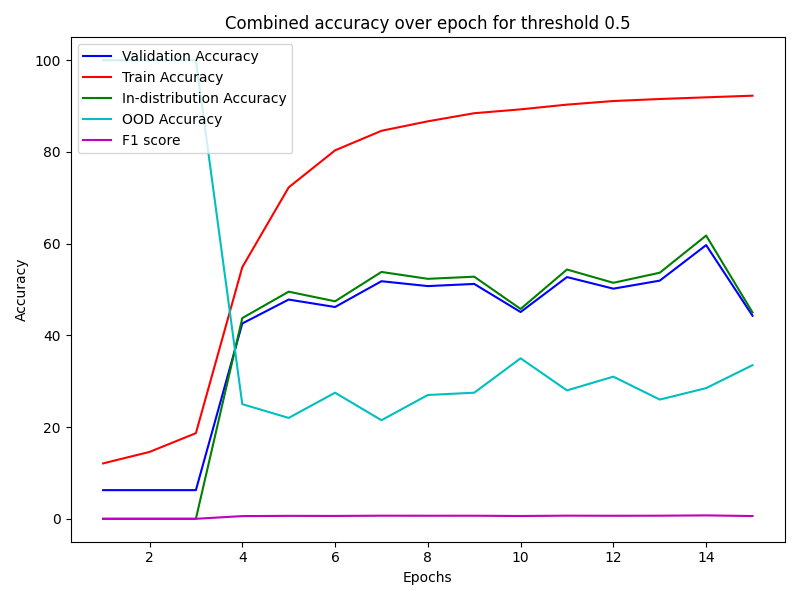 Combined accuracy over epoch for threshold 0.5
Validation Accuracy
Train Accuracy
In-distribution Accuracy
OOD Accuracy
F1 score
100
80
60
40
20
0
Accuracy
2 4 6 8 10 12 14
Epochs